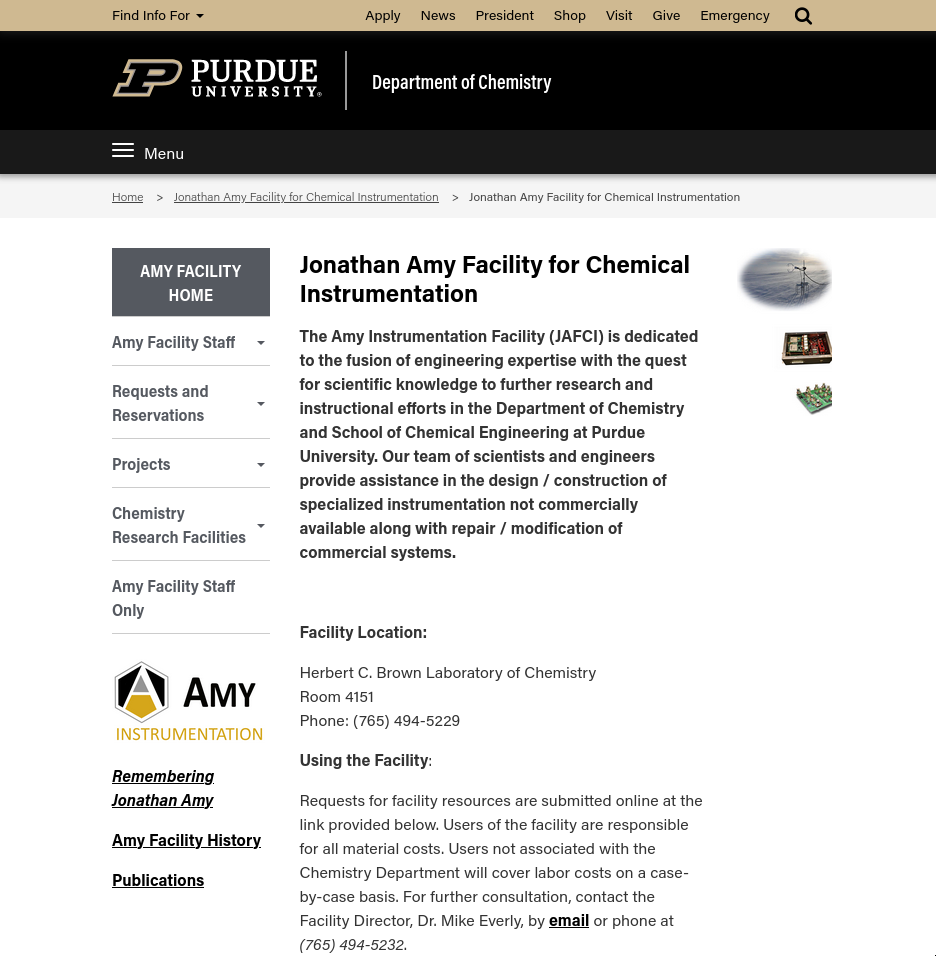 Find Info For
Apply News President Shop Visit Give Emergency
PURDUE
UNIVERSITY®
Department of Chemistry
Menu
Home > Jonathan Amy Facility for Chemical Instrumentation > Jonathan Amy Facility for Chemical Instrumentation
AMY FACILITY
HOME
Amy Facility Staff
Requests and
Reservations
Projects
Chemistry
Research Facilities
Amy Facility Staff
Only
AMY
INSTRUMENTATION
Remembering
Jonathan Amy
Amy Facility History
Publications
Jonathan Amy Facility for Chemical
Instrumentation
The Amy Instrumentation Facility (JAFCI) is dedicated
to the fusion of engineering expertise with the quest
for scientific knowledge to further research and
instructional efforts in the Department of Chemistry
and School of Chemical Engineering at Purdue
University. Our team of scientists and engineers
provide assistance in the design / construction of
specialized instrumentation not commercially
available along with repair / modification of
commercial systems.
Facility Location:
Herbert C. Brown Laboratory of Chemistry
Room 4151
Phone: (765) 494-5229
Using the Facility:
Requests for facility resources are submitted online at the
link provided below. Users of the facility are responsible
for all material costs. Users not associated with the
Chemistry Department will cover labor costs on a case-
by-case basis. For further consultation, contact the
Facility Director, Dr. Mike Everly, by email or phone at
(765) 494-5232.